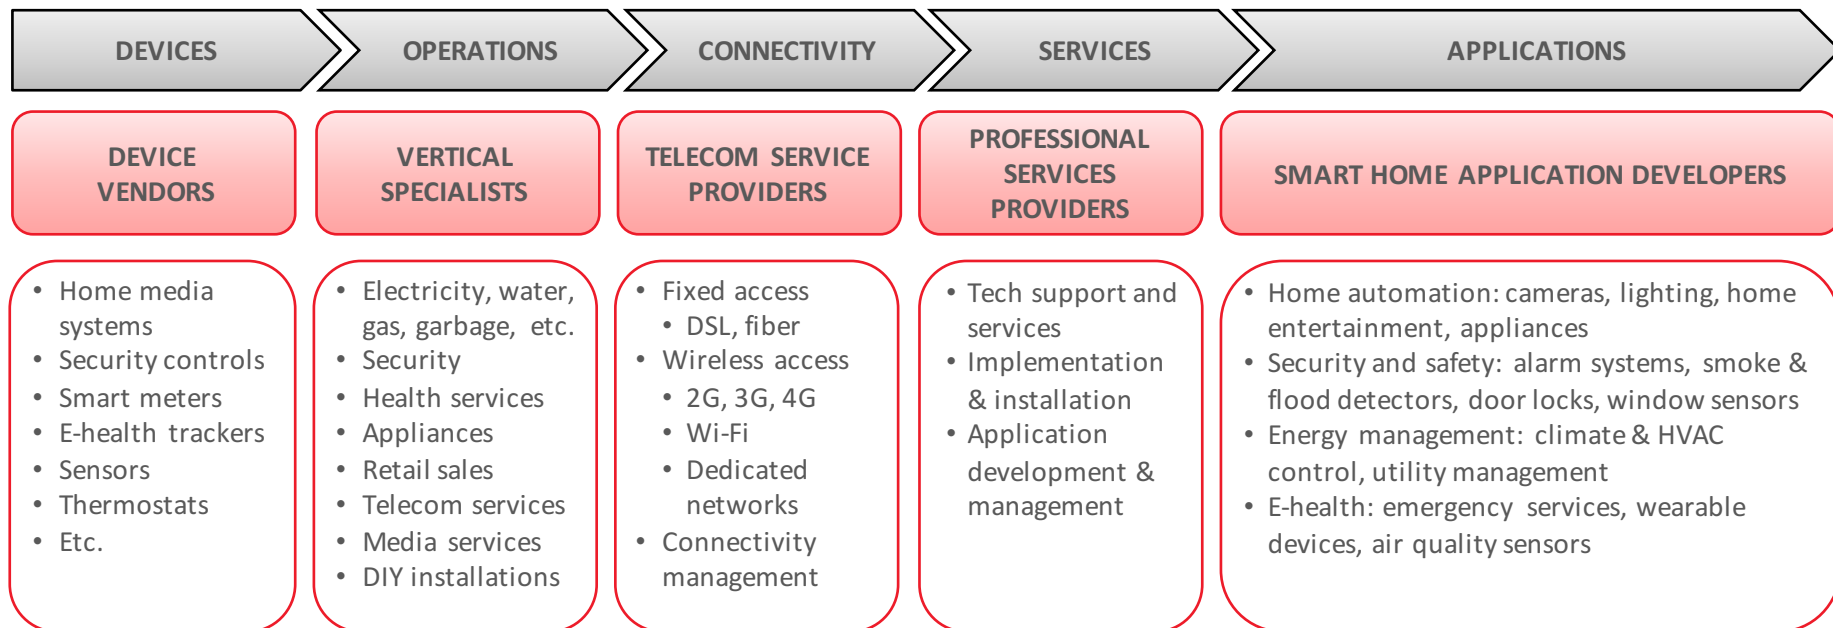 DEVICES
OPERATIONS
CONNECTIVITY
SERVICES
APPLICATIONS
DEVICE
VENDORS
VERTICAL
SPECIALISTS
TELECOM SERVICE
PROVIDERS
PROFESSIONAL
SERVICES
PROVIDERS
SMART HOME APPLICATION DEVELOPERS
• Home media
systems
• Security controls
• Smart meters
• E-health trackers
• Sensors
• Thermostats
• Etc.
• Electricity, water,
gas, garbage, etc.
• Security
• Health services
• Appliances
• Retail sales
• Telecom services
• Media services
• DIY installations
• Fixed access
• DSL, fiber
• Wireless access
• 2G, 3G, 4G
• Wi-Fi
• Dedicated
networks
• Connectivity
management
• Tech support and
services
• Implementation
& installation
• Application
development &
management
• Home automation: cameras, lighting, home
entertainment, appliances
• Security and safety: alarm systems, smoke &
flood detectors, door locks, window sensors
• Energy management: climate & HVAC
control, utility management
• E-health: emergency services, wearable
devices, air quality sensors